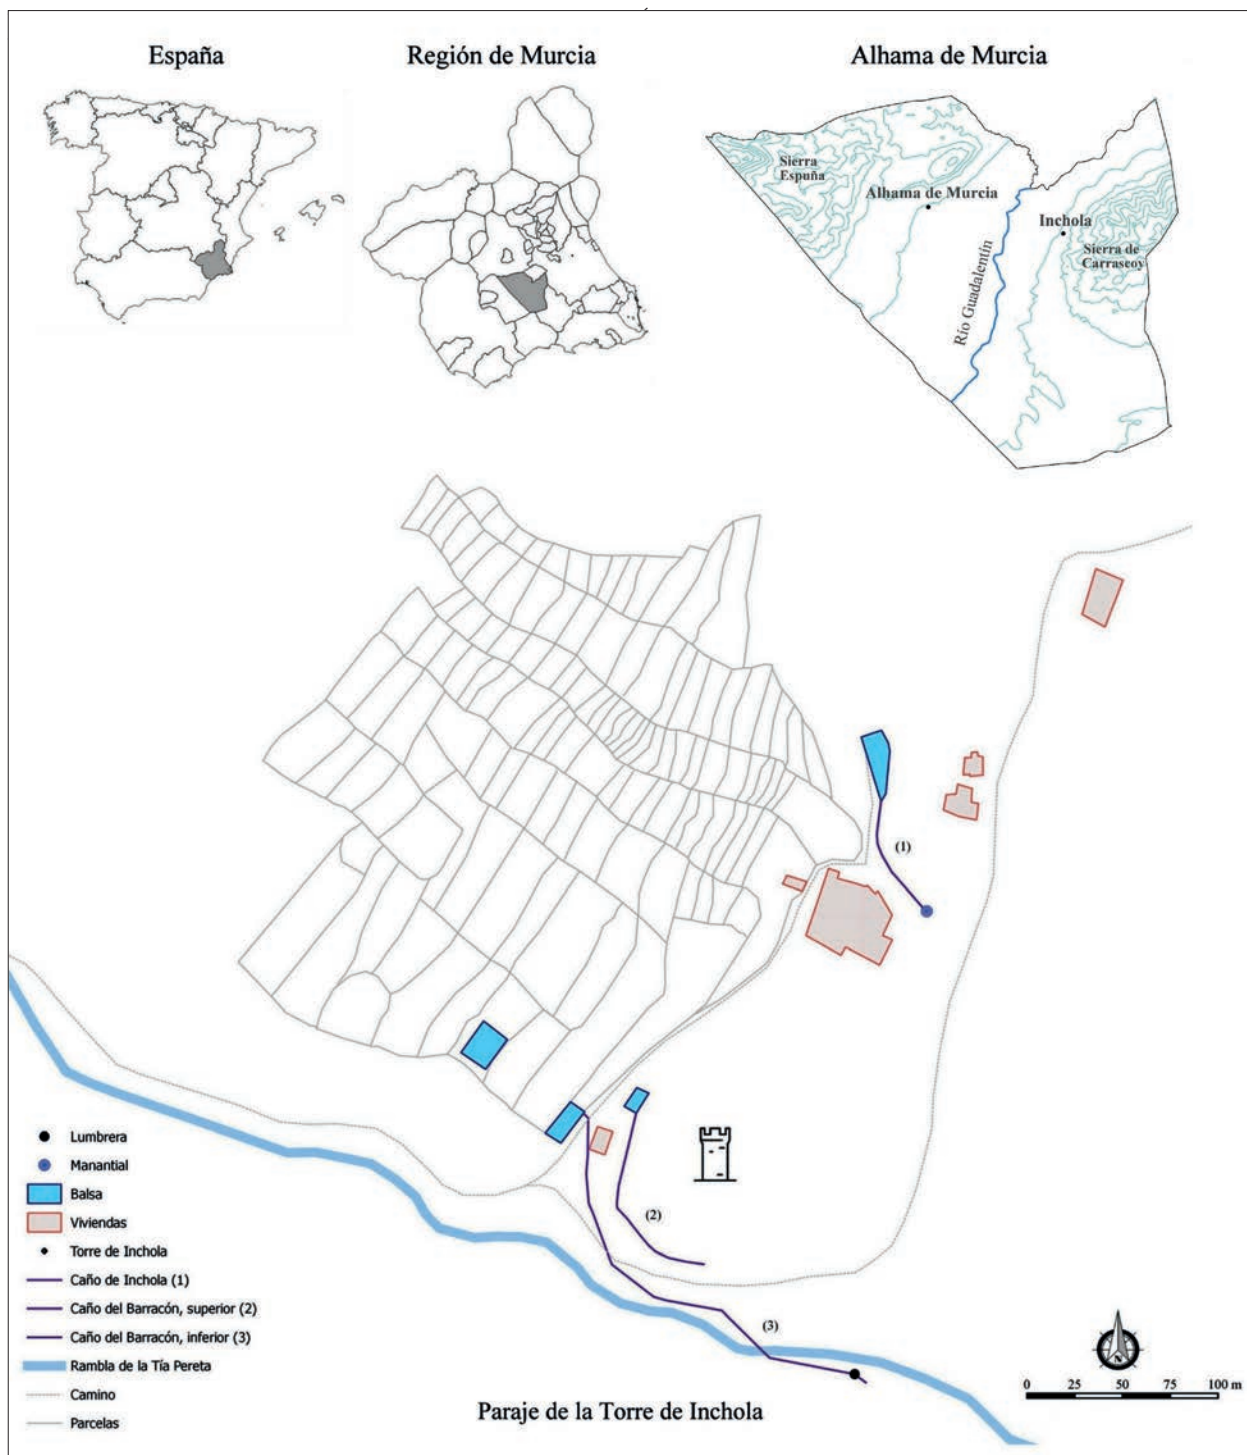 España
Región de Murcia
Alhama de Murcia
Sierra
Espuña
Alhama de Murcia
Inchola
Sierra de
Carrascoy
Río Guadalentín
(1)
(2)
(3)
Lumbrera
Manantial
Balsa
Viviendas
Torre de Inchola
Caño de Inchola (1)
Caño del Barracón, superior (2)
Caño del Barracón, inferior (3)
Rambla de la Tía Pereta
Camino
Parcelas
N
0 25 50 75 100 m
Paraje de la Torre de Inchola